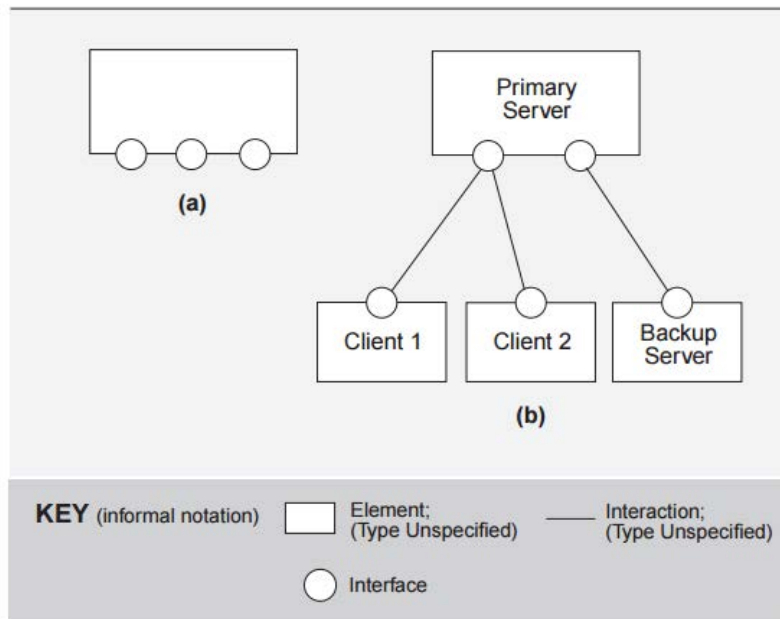 Primary
Server
(a)
Client 1
Client 2
Backup
Server
(b)
KEY (informal notation)
Element;
(Type Unspecified)
Interaction;
(Type Unspecified)
Interface